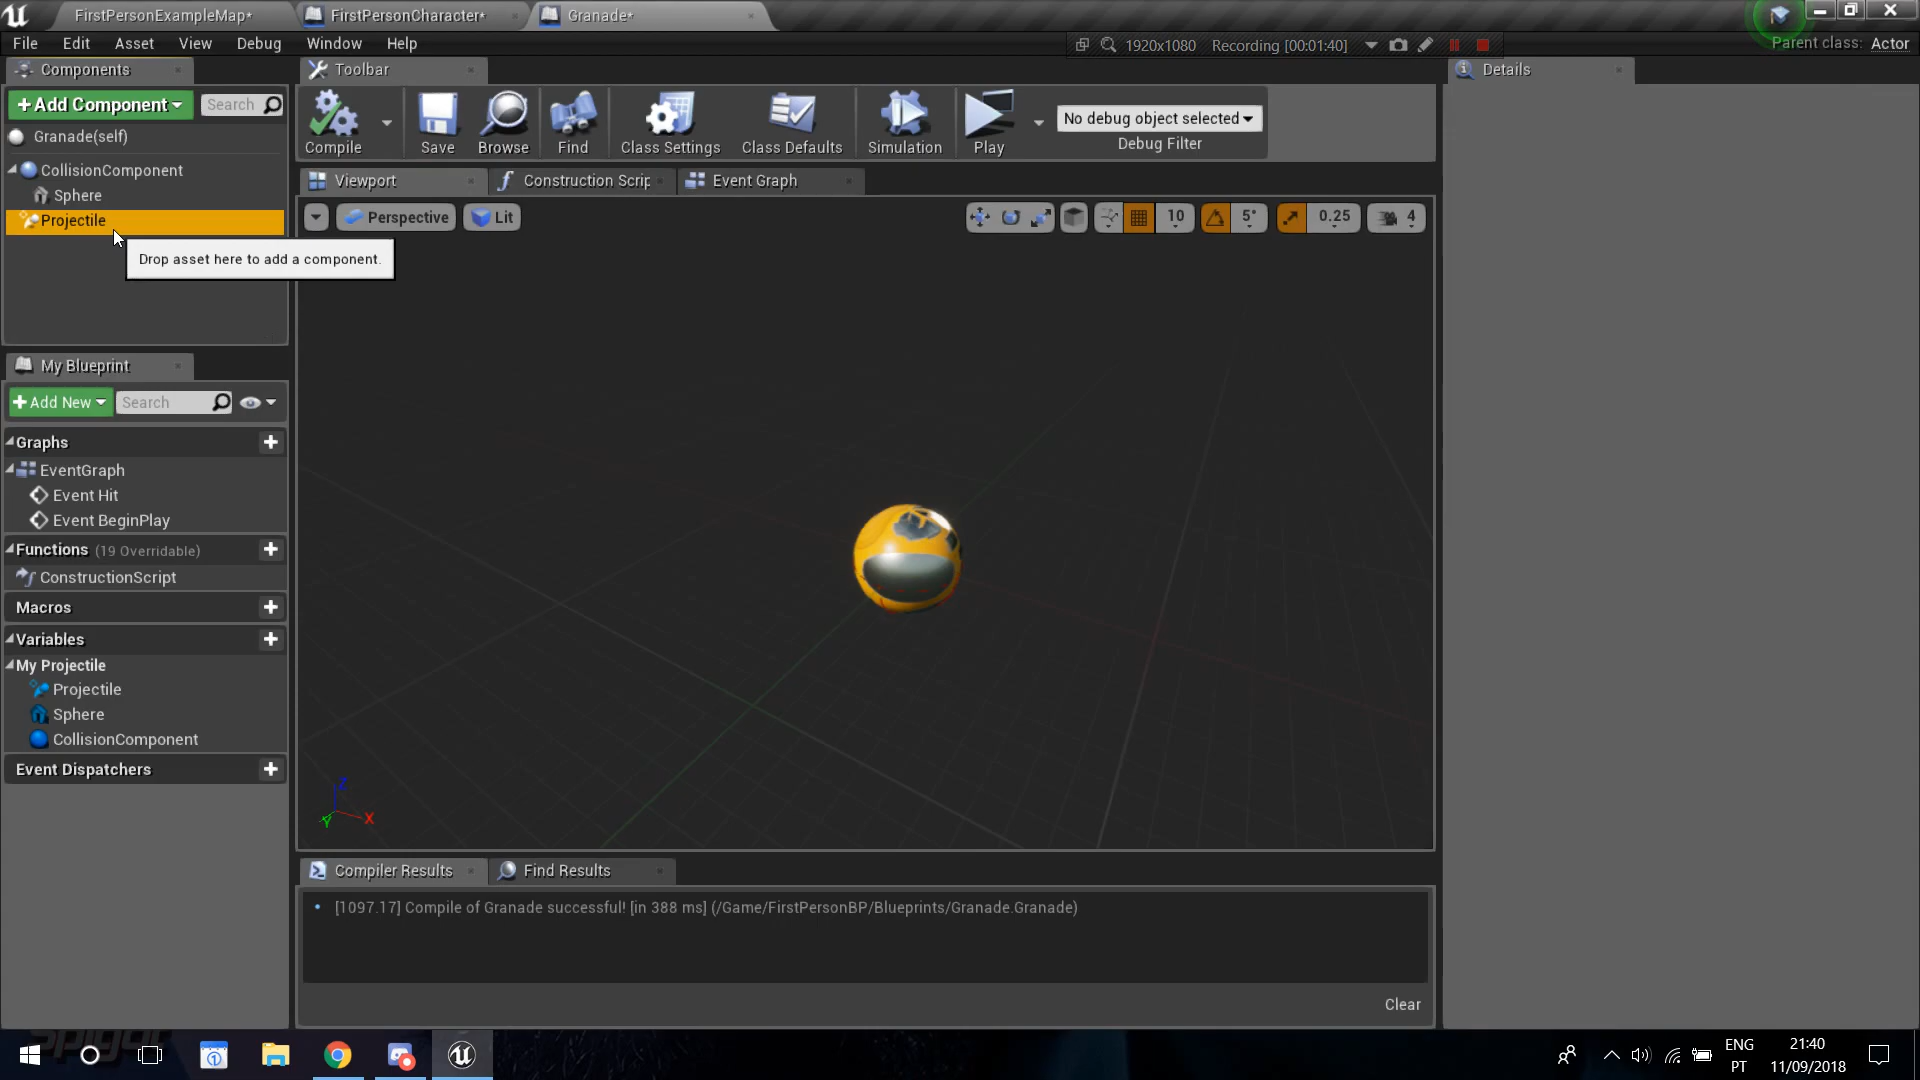 FirstPersonExampleMap*
FirstPersonCharacter*
Granade*
File Edit Asset View Debug Window Help
1920x1080 Recording [00:01:40]
Parent class: Actor
Components
Toolbar
Details
+Add Component
Search
Granade(self)
CollisionComponent
Sphere
Projectile
Drop asset here to add a component.
Compile
Save
Browse
Find
Class Settings
Class Defaults
Simulation
Play
No debug object selected
Debug Filter
Viewport
Construction Scrip
Event Graph
Perspective
Lit
10
5°
0.25
4
My Blueprint
+Add New
Search
Graphs
EventGraph
Event Hit
Event BeginPlay
Functions (19 Overridable)
ConstructionScript
Macros
Variables
My Projectile
Projectile
Sphere
CollisionComponent
Event Dispatchers
Z
Y
X
Compiler Results
Find Results
[1097.17] Compile of Granade successful! [in 388 ms] (/Game/FirstPersonBP/Blueprints/Granade.Granade)
Clear
ENG
PT
21:40
11/09/2018